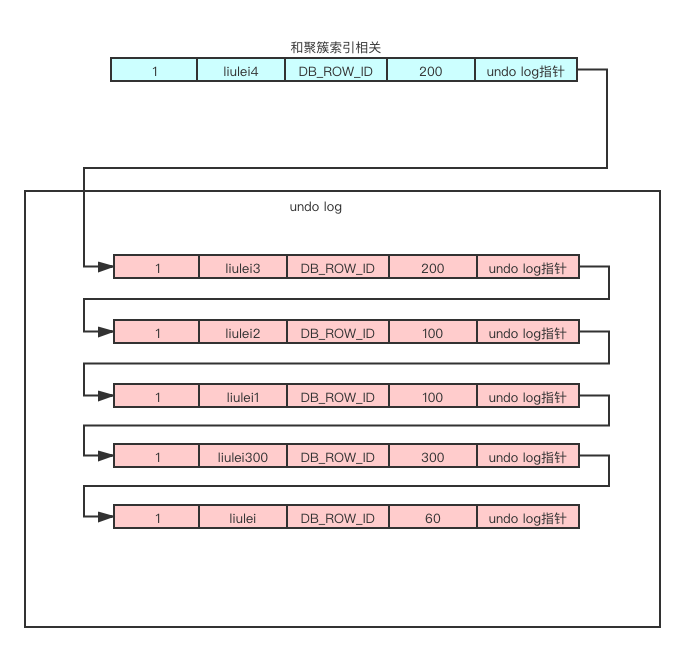 和聚簇索引相关
1 liulei4 DB_ROW_ID 200 undo log指针
undo log
1 liulei3 DB_ROW_ID 200 undo log指针
1 liulei2 DB_ROW_ID 100 undo log指针
1 liulei1 DB_ROW_ID 100 undo log指针
1 liulei300 DB_ROW_ID 300 undo log指针
1 liulei DB_ROW_ID 60 undo log指针